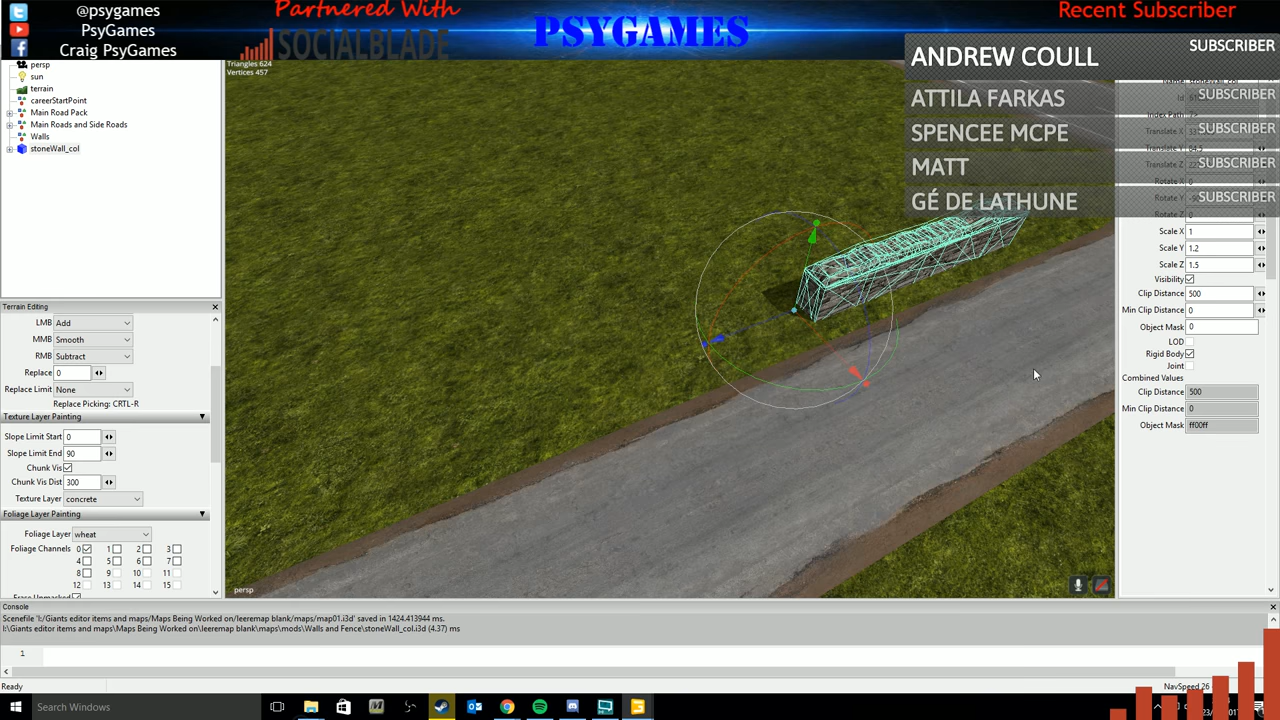 @psygames
PsyGames
Craig PsyGames
Partnered With
SOCIALBLADE
PSYGAMES
Recent Subscriber
ANDREW COULL SUBSCRIBER
ATTILA FARKAS SUBSCRIBER
SPENCEE MCPE SUBSCRIBER
MATT SUBSCRIBER
GÉ DE LATHUNE SUBSCRIBER
Triangles 624
Vertices 457
persp
sun
terrain
careerStartPoint
Main Road Pack
Main Roads and Side Roads
Walls
stoneWall_col
Terrain Editing
LMB Add
MMB Smooth
RMB Subtract
Replace 0
Replace Limit None
Replace Picking: CRTL-R
Texture Layer Painting
Slope Limit Start 0
Slope Limit End 90
Chunk Vis
Chunk Vis Dist 300
Texture Layer concrete
Foliage Layer Painting
Foliage Layer wheat
Foliage Channels 0 1 2 3
4 5 6 7
8 9 10 11
12 13 14 15
Translate X
Translate Y
Translate Z
Rotate X 0
Rotate Y
Rotate Z 0
Scale X 1
Scale Y 1.2
Scale Z 1.5
Visibility
Clip Distance 500
Min Clip Distance 0
Object Mask 0
LOD
Rigid Body
Joint
Combined Values
Clip Distance 500
Min Clip Distance 0
Object Mask ff00ff
persp
Console
Scenefile 'I:/Giants editor items and maps/Maps Being Worked on/leeremap blank/maps/map01.i3d' saved in 1424.413944 ms.
I:\Giants editor items and maps\Maps Being Worked on\leeremap blank\maps\mods\Walls and Fence\stoneWall_col.i3d (4.37) ms
1
Ready
NavSpeed 26
Search Windows